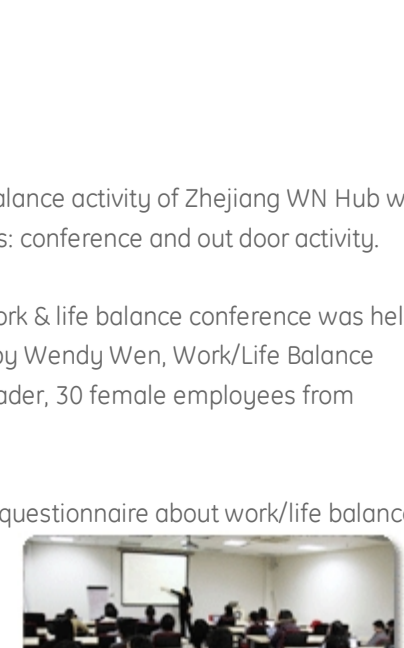 alance activity of Zhejiang WN Hub w
s: conference and out door activity.
ork & life balance conference was hel
by Wendy Wen, Work/Life Balance
ader, 30 female employees from
questionnaire about work/life balanc